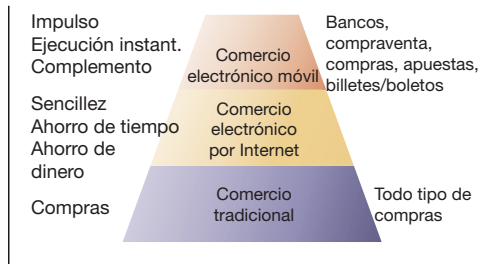 Impulso
Ejecución instant.
Complemento
Comercio
electrónico móvil
Bancos,
compraventa,
compras, apuestas,
billetes/boletos
Sencillez
Ahorro de tiempo
Ahorro de
dinero
Comercio
electrónico
por Internet
Compras
Comercio
tradicional
Todo tipo de
compras